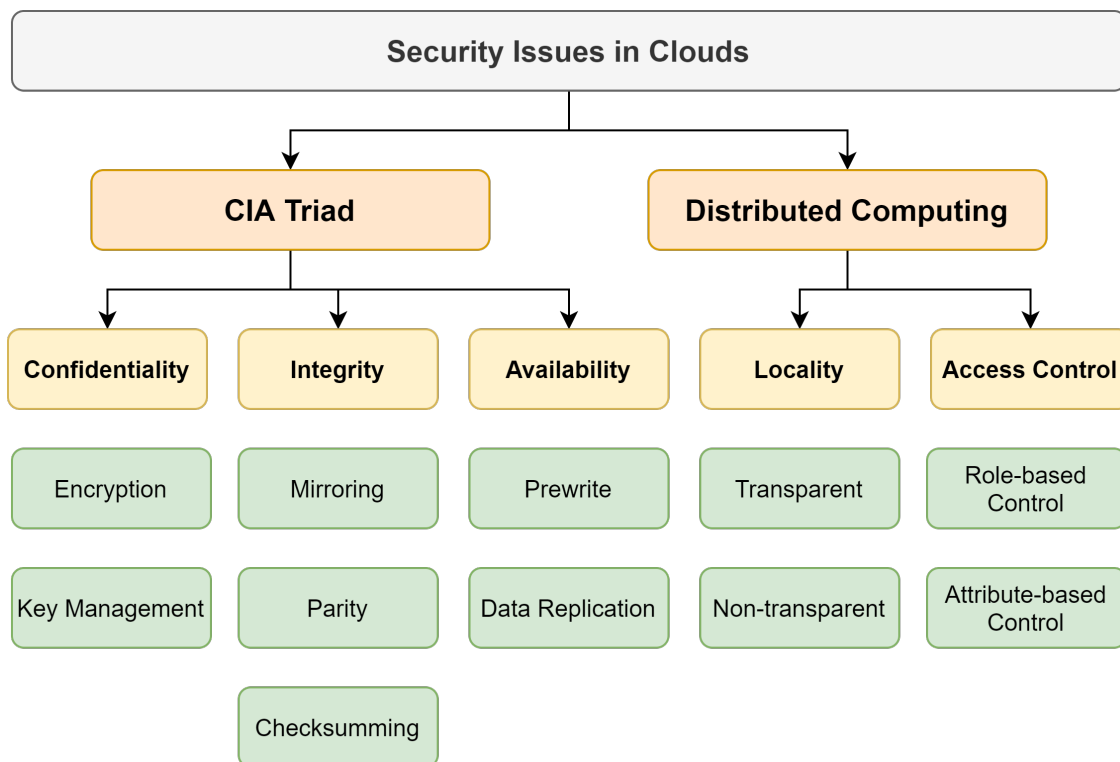 Security Issues in Clouds
CIA Triad
Distributed Computing
Confidentiality
Integrity
Availability
Locality
Access Control
Encryption
Mirroring
Prewrite
Transparent
Role-based
Control
Key Management
Parity
Data Replication
Non-transparent
Attribute-based
Control
Checksumming